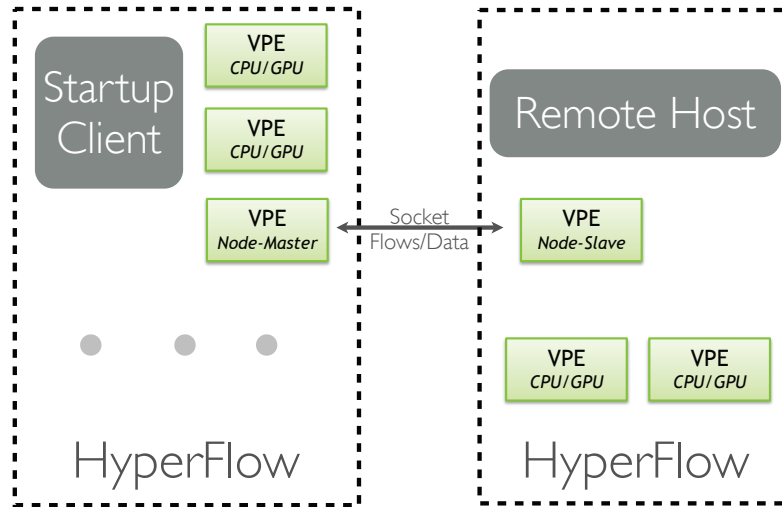 Startup
Client
VPE
CPU/GPU
VPE
CPU/GPU
VPE
Node-Master
HyperFlow
Socket
Flows/Data
Remote Host
VPE
Node-Slave
VPE
CPU/GPU
VPE
CPU/GPU
HyperFlow